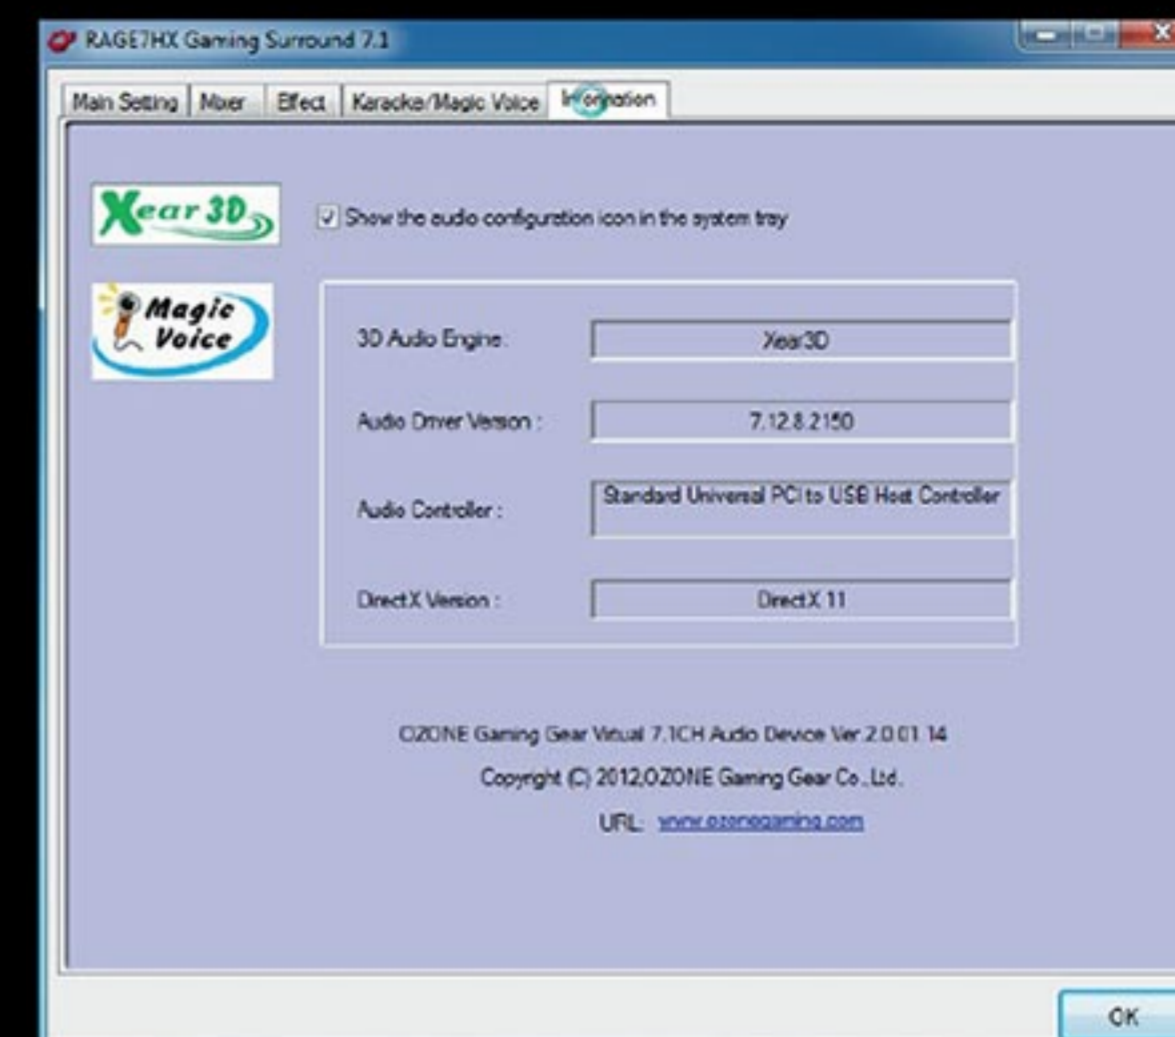 RAGE7HX Gaming Surround 7.1
Main Setting Mixer Effect Karaoke/Magic Voice Information
Xear 3D
Show the audio configuration icon in the system tray
Magic
Voice
3D Audio Engine: Xear3D
Audio Driver Version : 7.12.8.2150
Audio Controller : Standard Universal PCI to USB Host Controller
DirectX Version : DirectX 11
OZONE Gaming Gear Virtual 7.1CH Audio Device Ver 2.0.01.14
Copyright (C) 2012,OZONE Gaming Gear Co., Ltd.
URL: www.ozonegaming.com
OK